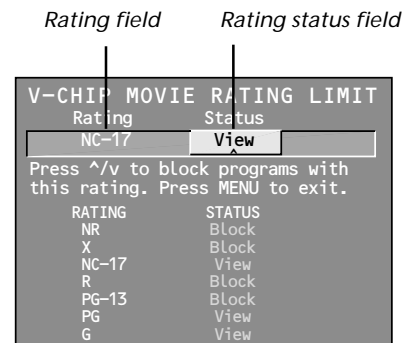 Rating field Rating status field
V-CHIP MOVIE RATING LIMIT
Rating Status
NC-17 View
^
Press ^/v to block programs with
this rating. Press MENU to exit.
RATING STATUS
NR Block
X Block
NC-17 View
R Block
PG-13 Block
PG View
G View